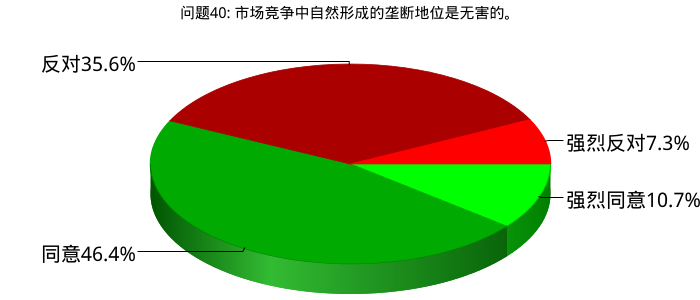 问题40: 市场竞争中自然形成的垄断地位是无害的。
反对35.6%
强烈反对7.3%
强烈同意10.7%
同意46.4%